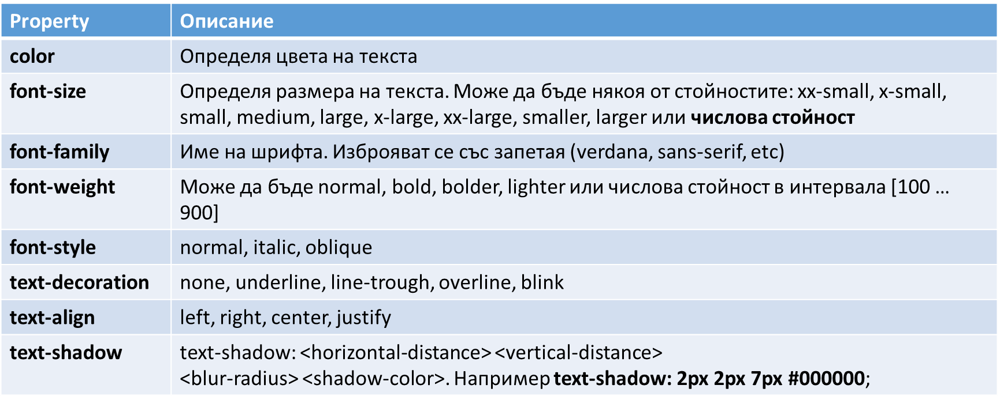 Property Описание
color Определя цвета на текста
font-size Определя размера на текста. Може да бъде някоя от стойностите: xx-small, x-small,
small, medium, large, x-large, xx-large, smaller, larger или числова стойност
font-family Име на шрифта. Изброяват се със запетая (verdana, sans-serif, etc)
font-weight Може да бъде normal, bold, bolder, lighter или числова стойност в интервала [100 ...
900]
font-style normal, italic, oblique
text-decoration none, underline, line-trough, overline, blink
text-align left, right, center, justify
text-shadow text-shadow: <horizontal-distance> <vertical-distance>
<blur-radius> <shadow-color>. Например text-shadow: 2px 2px 7px #000000;